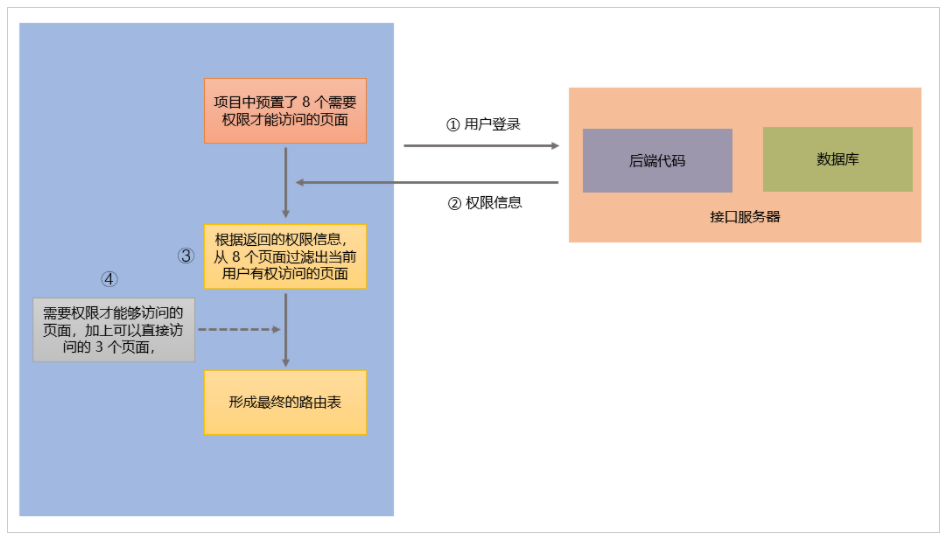 项目中预置了 8 个需要
权限才能访问的页面
① 用户登录
② 权限信息
后端代码
数据库
接口服务器
③
根据返回的权限信息，
从 8 个页面过滤出当前
用户有权访问的页面
④
需要权限才能够访问的
页面，加上可以直接访
问的 3 个页面，
形成最终的路由表